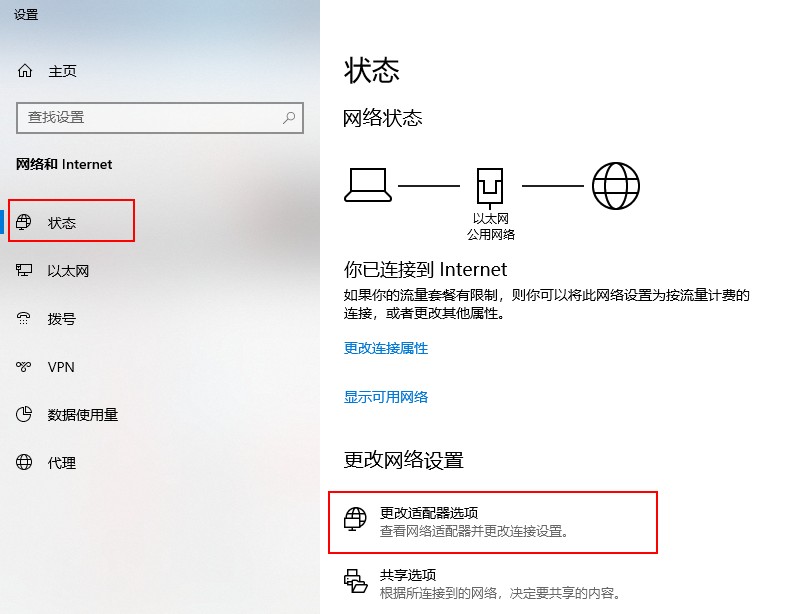 设置
主页
查找设置
网络和 Internet
状态
以太网
拨号
VPN
数据使用量
代理
状态
网络状态
以太网
公用网络
你已连接到 Internet
如果你的流量套餐有限制，则你可以将此网络设置为按流量计费的
连接，或者更改其他属性。
更改连接属性
显示可用网络
更改网络设置
更改适配器选项
查看网络适配器并更改连接设置。
共享选项
根据所连接到的网络，决定要共享的内容。